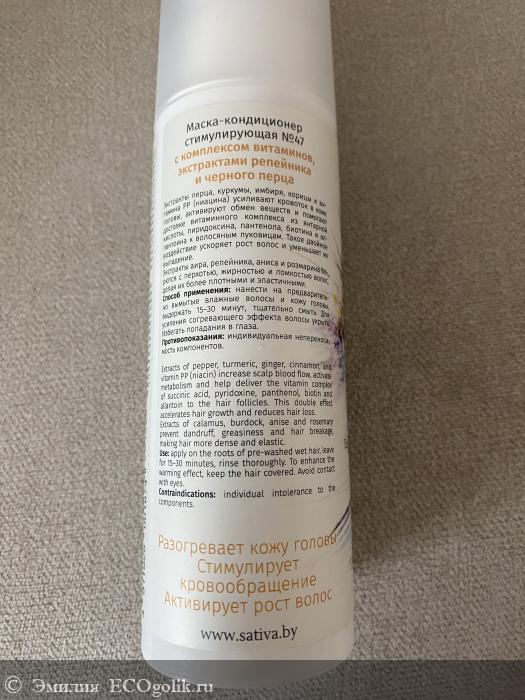 Маска-кондиционер
стимулирующая №47
с комплексом витаминов,
экстрактами репейника
и черного перца
Экстракты перца, куркумы, имбиря, корицы и ви-
тамина РР (ниацина) усиливают кровоток в коже
головы, активируют обмен веществ и помогают
доставке витаминного комплекса из янтарной
кислоты, пиридоксина, пантенола, биотина и ал-
лантоина к волосяным луковицам. Такое двойное
воздействие ускоряет рост волос и уменьшает их
выпадение.
Экстракты аира, репейника, аниса и розмарина бо-
рются с перхотью, жирностью и ломкостью волос,
делая их более плотными и эластичными.
Способ применения: нанести на предваритель-
но вымытые влажные волосы и кожу головы,
выдержать 15–30 минут, тщательно смыть. Для
усиления согревающего эффекта волосы укрыть.
Избегать попадания в глаза.
Противопоказания: индивидуальная неперенoси-
мость компонентов.
Extracts of pepper, turmeric, ginger, cinnamon, and
vitamin PP (niacin) increase scalp blood flow, activate
metabolism and help deliver the vitamin complex
of succinic acid, pyridoxine, panthenol, biotin and
allantoin to the hair follicles. This double effect
accelerates hair growth and reduces hair loss.
Extracts of calamus, burdock, anise and rosemary
prevent dandruff, greasiness and hair breakage,
making hair more dense and elastic.
Use: apply on the roots of pre-washed wet hair, leave
for 15–30 minutes, rinse thoroughly. To enhance the
warming effect, keep the hair covered. Avoid contact
with eyes.
Contraindications: individual intolerance to the
components.
Разогревает кожу головы
Стимулирует
кровообращение
Активирует рост волос
www.sativa.by
© Эмилия ECOgolik.ru